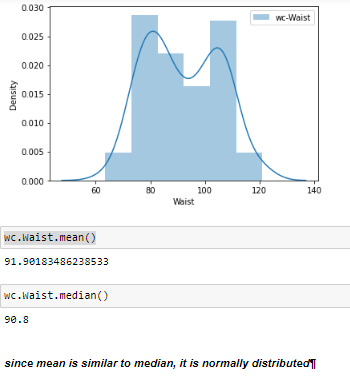 0.030
wc-Waist
0.025
0.020
Density
0.015
0.010
0.005
0.000
60 80 100 120 140
Waist
wc.Waist.mean()
91.90183486238533
wc.Waist.median()
90.8
since mean is similar to median, it is normally distributed¶